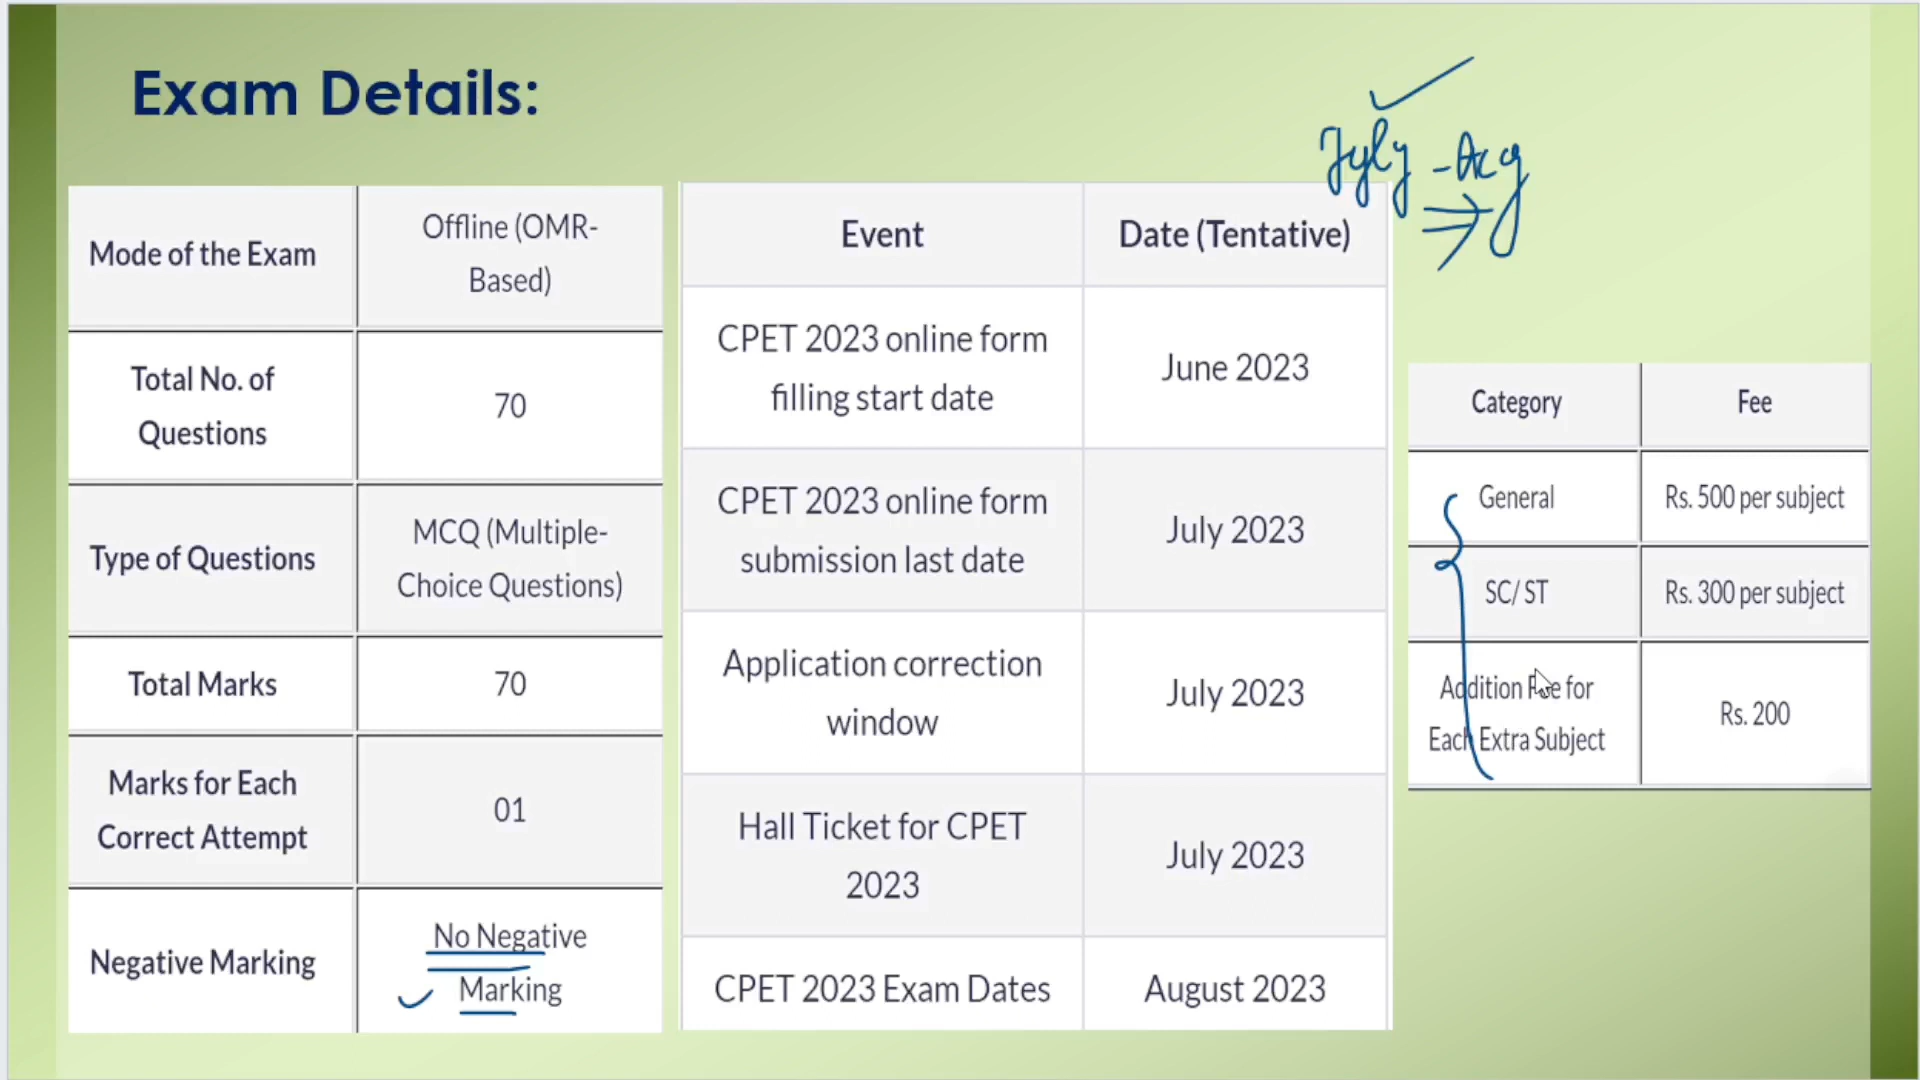 Exam Details:
Mode of the Exam
Offline (OMR-
Based)
Total No. of
Questions
70
Type of Questions
MCQ (Multiple-
Choice Questions)
Total Marks
70
Marks for Each
Correct Attempt
01
Negative Marking
No Negative
Marking
Event
Date (Tentative)
CPET 2023 online form
filling start date
June 2023
CPET 2023 online form
submission last date
July 2023
Application correction
window
July 2023
Hall Ticket for CPET
2023
July 2023
CPET 2023 Exam Dates
August 2023
Category
Fee
General
Rs. 500 per subject
SC/ ST
Rs. 300 per subject
Addition Fee for
Each Extra Subject
Rs. 200